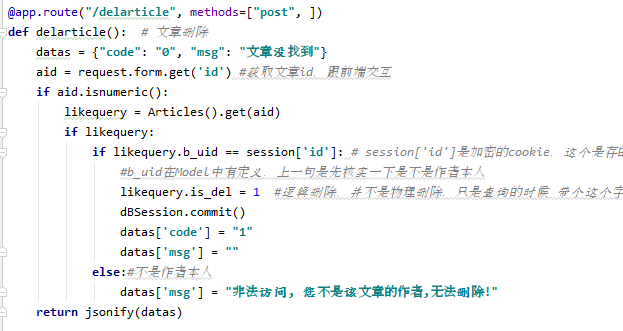 @app.route("/delarticle", methods=["post", ])
def delarticle():  # 文章删除
    datas = {"code": "0", "msg": "文章没找到"}
    aid = request.form.get('id') #获取文章id，跟前端交互
    if aid.isnumeric():
        likequery = Articles().get(aid)
        if likequery:
            if likequery.b_uid == session['id']: # session['id']是加密的cookie，这个是存的
                #b_uid在Model中有定义，上一句是先核实一下是不是作者本人
                likequery.is_del = 1  #逻辑删除，并不是物理删除，只是查询的时候 带个这个字
                dBSession.commit()
                datas['code'] = "1"
                datas['msg'] = ""
            else:#不是作者本人
                datas['msg'] = "非法访问, 您不是该文章的作者,无法删除!"
    return jsonify(datas)